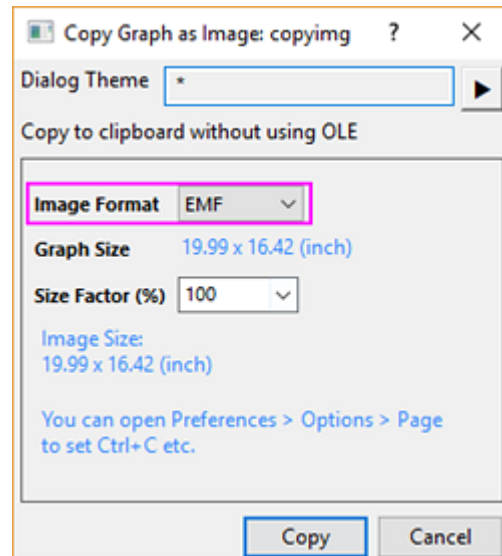 Copy Graph as Image: copyimg ? ×
Dialog Theme *
Copy to clipboard without using OLE
Image Format EMF
Graph Size 19.99 x 16.42 (inch)
Size Factor (%) 100
Image Size:
19.99 x 16.42 (inch)
You can open Preferences > Options > Page
to set Ctrl+C etc.
Copy Cancel